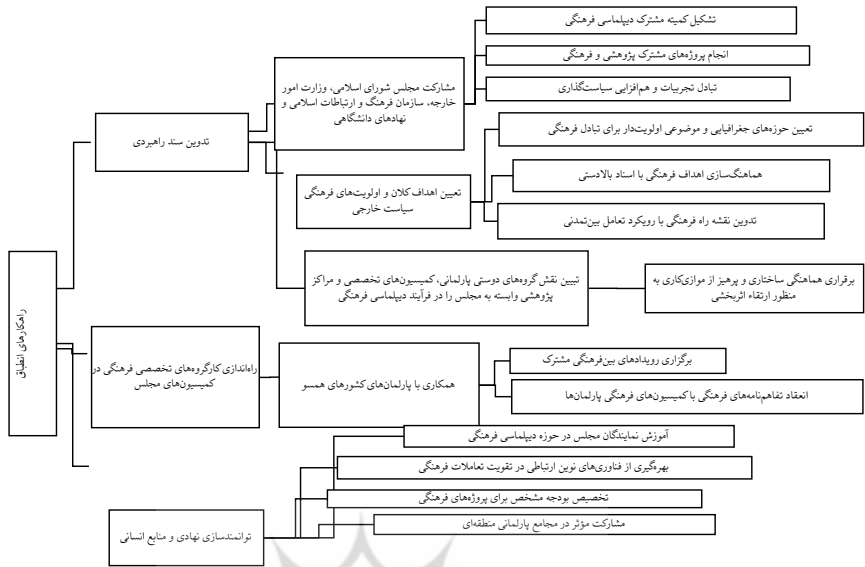 راهکارهای انطباق
تدوین سند راهبردی
مشارکت مجلس شورای اسلامی، وزارت امور
خارجه، سازمان فرهنگ و ارتباطات اسلامی و
نهادهای دانشگاهی
تشکیل کمیته مشترک دیپلماسی فرهنگی
انجام پروژه‌های مشترک پژوهشی و فرهنگی
تبادل تجربیات و هم‌افزایی سیاست‌گذاری
تعیین اهداف کلان و اولویت‌های فرهنگی
سیاست خارجی
تعیین حوزه‌های جغرافیایی و موضوعی اولویت‌دار برای تبادل فرهنگی
هماهنگ‌سازی اهداف فرهنگی با اسناد بالادستی
تدوین نقشه راه فرهنگی با رویکرد تعامل بین‌تمدنی
تبیین نقش گروه‌های دوستی پارلمانی، کمیسیون‌های تخصصی و مراکز
پژوهشی وابسته به مجلس را در فرآیند دیپلماسی فرهنگی
برقراری هماهنگی ساختاری و پرهیز از موازی‌کاری به
منظور ارتقاء اثربخشی
راه‌اندازی کارگروه‌های تخصصی فرهنگی در
کمیسیون‌های مجلس
همکاری با پارلمان‌های کشورهای همسو
برگزاری رویدادهای بین‌فرهنگی مشترک
انعقاد تفاهم‌نامه‌های فرهنگی با کمیسیون‌های فرهنگی پارلمان‌ها
توانمندسازی نهادی و منابع انسانی
آموزش نمایندگان مجلس در حوزه دیپلماسی فرهنگی
بهره‌گیری از فناوری‌های نوین ارتباطی در تقویت تعاملات فرهنگی
تخصیص بودجه مشخص برای پروژه‌های فرهنگی
مشارکت مؤثر در مجامع پارلمانی منطقه‌ای